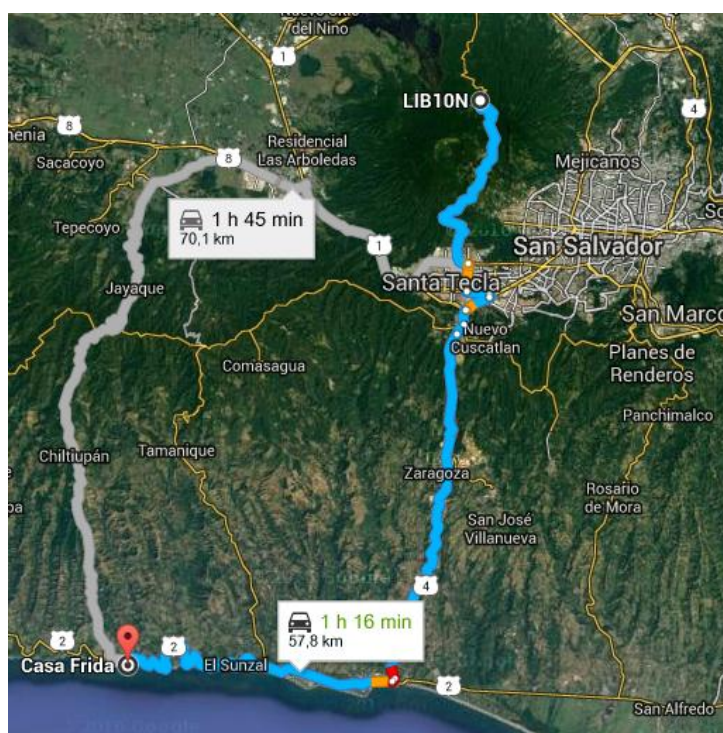 Nuevo Sitio
del Nino
1
4
LIB10N
8
enia
Sacacoyo
8
Residencial
Las Arboledas
Mejicanos
Tepecoyo
1 h 45 min
70,1 km
1
San Salvador
Santa Tecla
Jayaque
San Marco
Nuevo
Cuscatlan
Comasagua
Planes de
Renderos
Panchimalco
Chiltiupán
Tamanique
Zaragoza
Rosario
de Mora
San José
Villanueva
4
1 h 16 min
57,8 km
2
2
Casa Frida
El Sunzal
2
San Alfredo